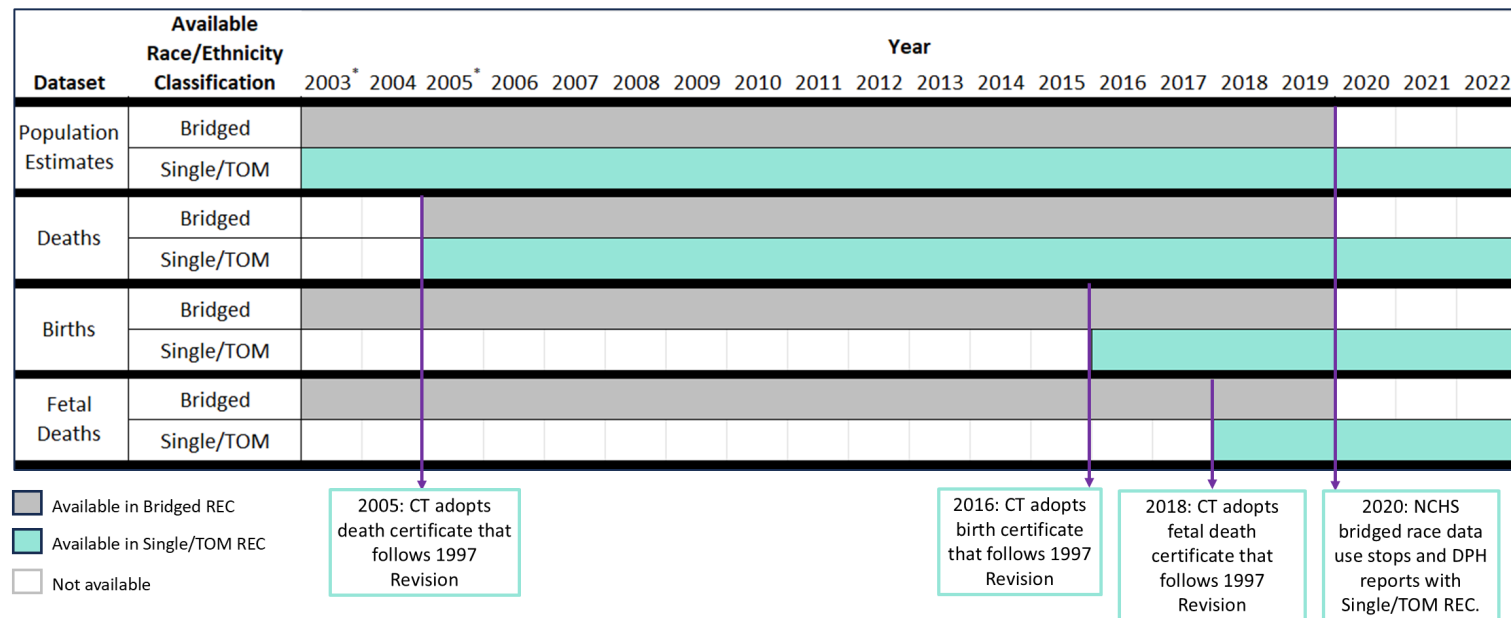 Available
Race/Ethnicity
Year
Dataset Classification 2003* 2004 2005* 2006 2007 2008 2009 2010 2011 2012 2013 2014 2015 2016 2017 2018 2019 2020 2021 2022
Population
Estimates
Bridged
Single/TOM
Deaths
Bridged
Single/TOM
Births
Bridged
Single/TOM
Fetal
Deaths
Bridged
Single/TOM
Available in Bridged REC
Available in Single/TOM REC
Not available
2005: CT adopts
death certificate that
follows 1997
Revision
2016: CT adopts
birth certificate
that follows 1997
Revision
2018: CT adopts
fetal death
certificate that
follows 1997
Revision
2020: NCHS
bridged race data
use stops and DPH
reports with
Single/TOM REC.